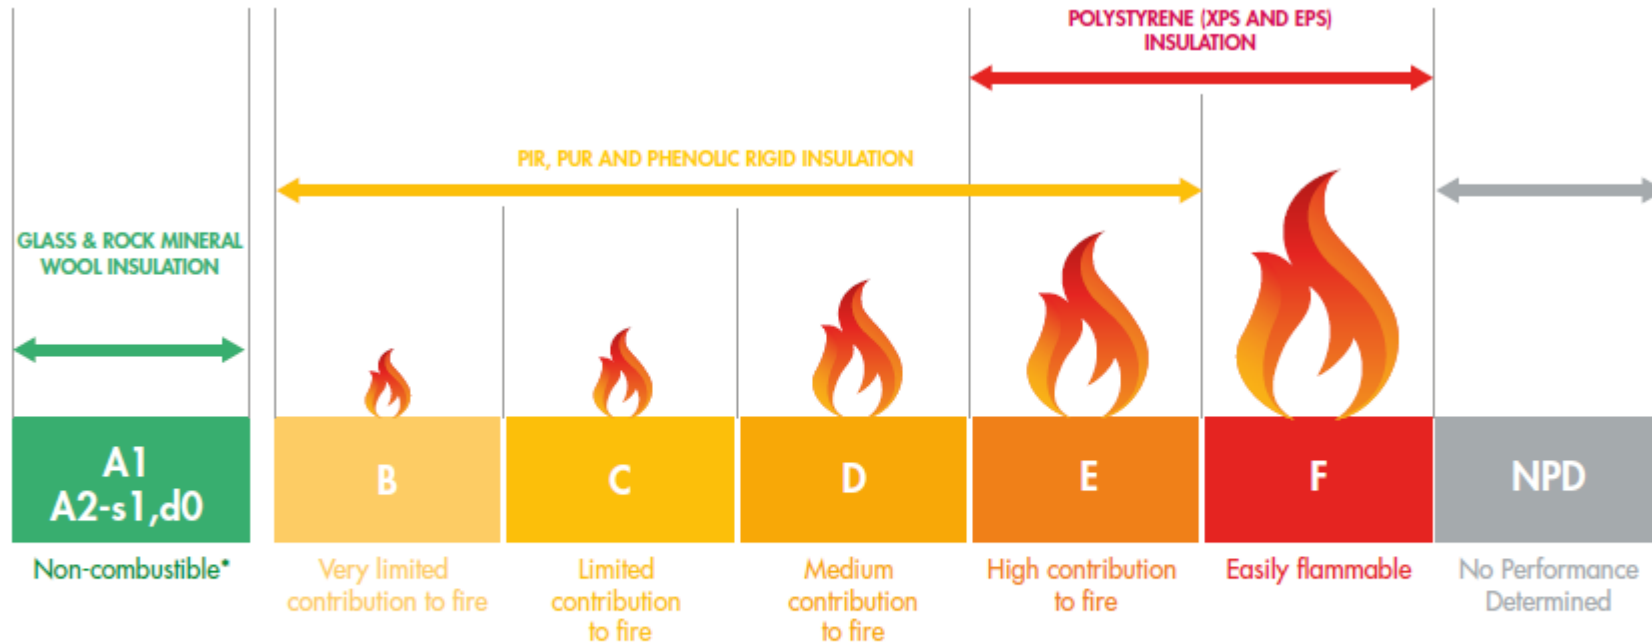 POLYSTYRENE (XPS AND EPS)
INSULATION
PIR, PUR AND PHENOLIC RIGID INSULATION
GLASS & ROCK MINERAL
WOOL INSULATION
A1
A2-s1,d0
B
C
D
E
F
NPD
Non-combustible*
Very limited
contribution to fire
Limited
contribution
to fire
Medium
contribution
to fire
High contribution
to fire
Easily flammable
No Performance
Determined